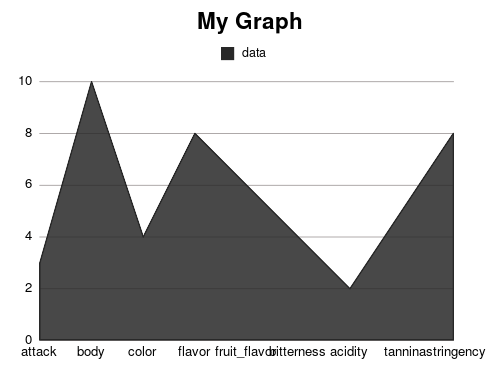 My Graph
data
10
8
6
4
2
0
attack body color flavor fruit_flavor bitterness acidity tannin astringency